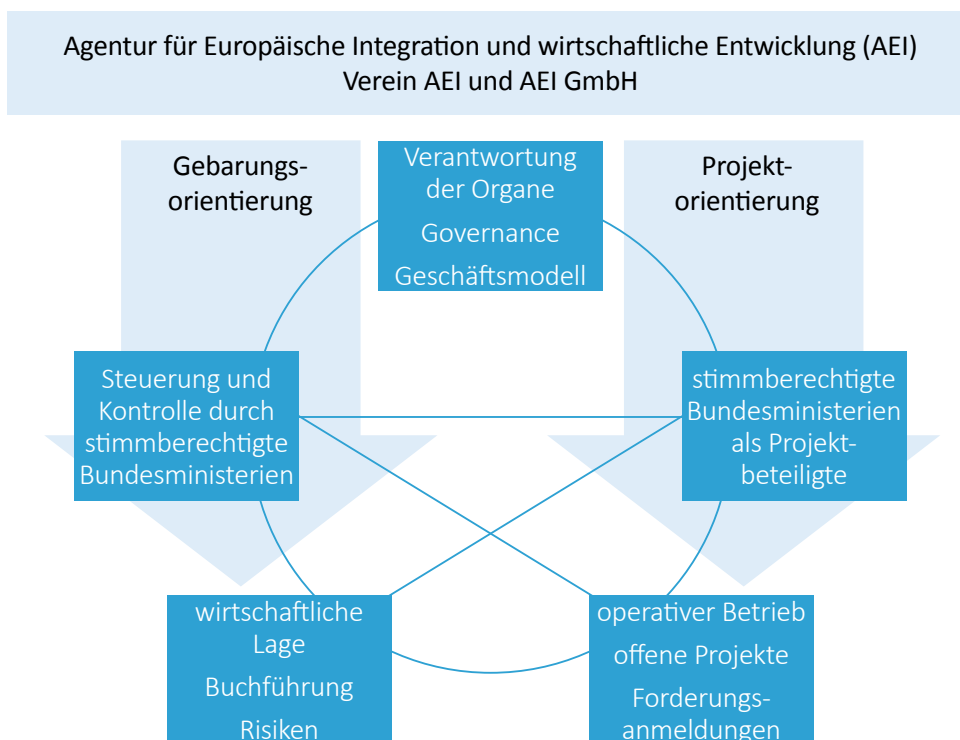 Agentur für Europäische Integration und wirtschaftliche Entwicklung (AEI)
Verein AEI und AEI GmbH
Gebarungs-
orientierung
Verantwortung
der Organe
Governance
Geschäftsmodell
Projekt-
orientierung
Steuerung und
Kontrolle durch
stimmberechtigte
Bundesministerien
stimmberechtigte
Bundesministerien
als Projekt-
beteiligte
wirtschaftliche
Lage
Buchführung
Risiken
operativer Betrieb
offene Projekte
Forderungs-
anmeldungen